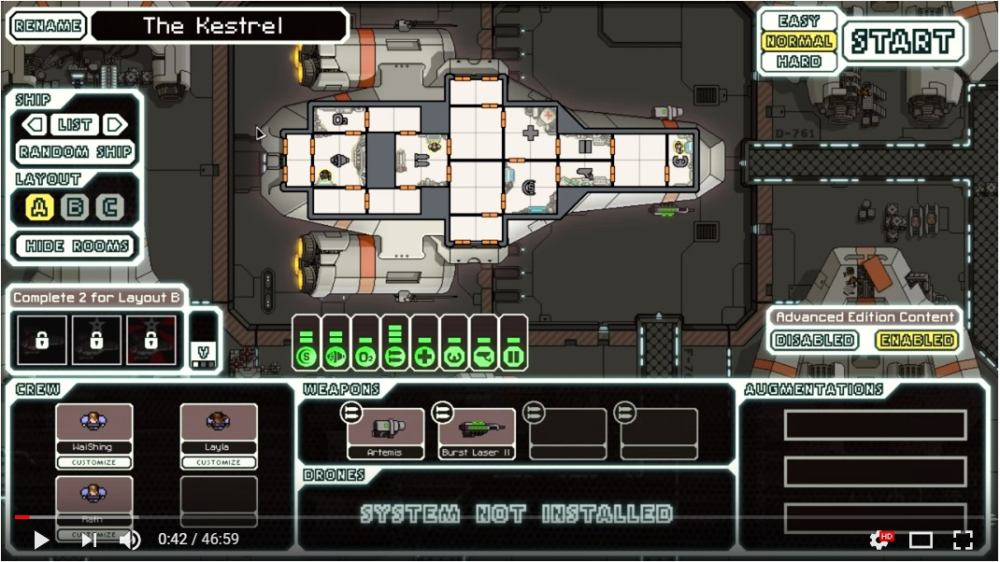 RENAME
The Kestrel
EASY
NORMAL
HARD
START
SHIP
LIST
RANDOM SHIP
LAYOUT
A B C
HIDE ROOMS
D-761
Complete 2 for Layout B
Advanced Edition Content
DISABLED ENABLED
S O2
CREW
WEAPONS
AUGMENTATIONS
WaiShing
CUSTOMIZE
Layla
CUSTOMIZE
Artemis
Burst Laser II
DRONES
SYSTEM NOT INSTALLED
Rafn
CUSTOMIZE
0:42 / 46:59
HD